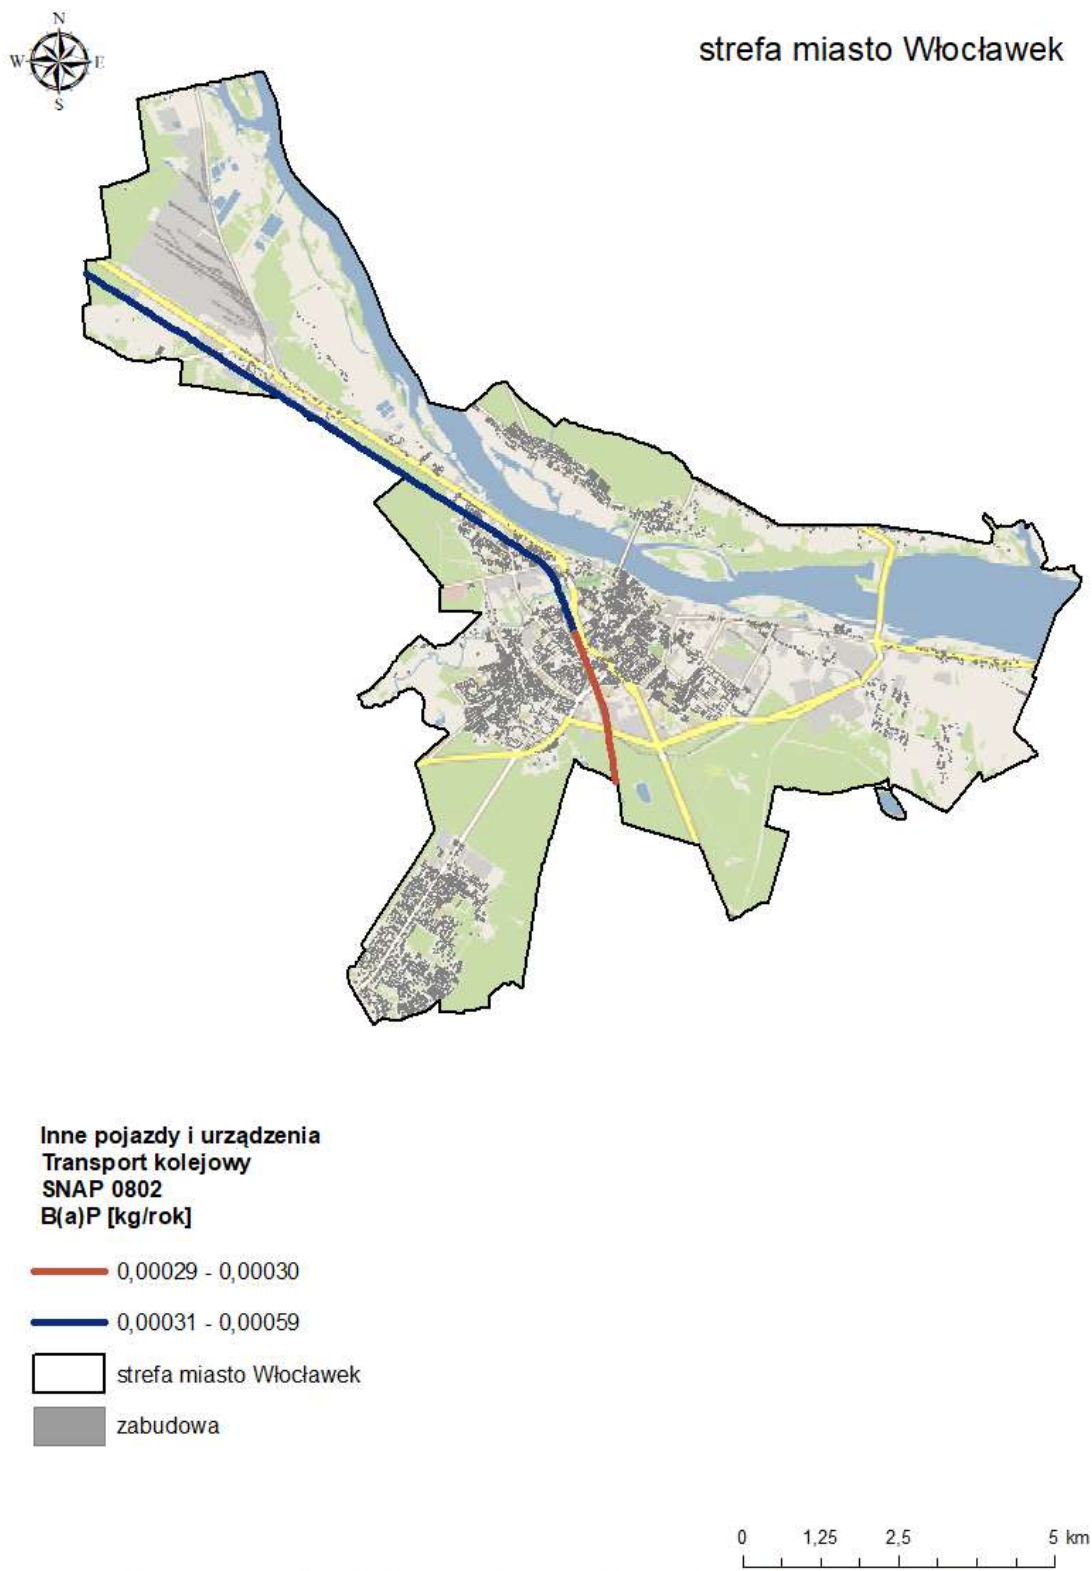 N
W E
S
strefa miasto Włocławek
Inne pojazdy i urządzenia
Transport kolejowy
SNAP 0802
B(a)P [kg/rok]
0,00029 - 0,00030
0,00031 - 0,00059
strefa miasto Włocławek
zabudowa
0 1,25 2,5 5 km